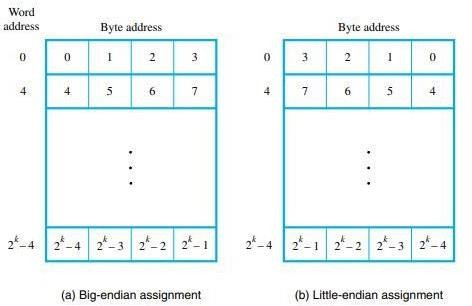 Word
address Byte address Byte address
0 0 1 2 3 0 3 2 1 0
4 4 5 6 7 4 7 6 5 4
2^k – 4 2^k – 4 2^k – 3 2^k – 2 2^k – 1 2^k – 4 2^k – 1 2^k – 2 2^k – 3 2^k – 4
(a) Big-endian assignment (b) Little-endian assignment